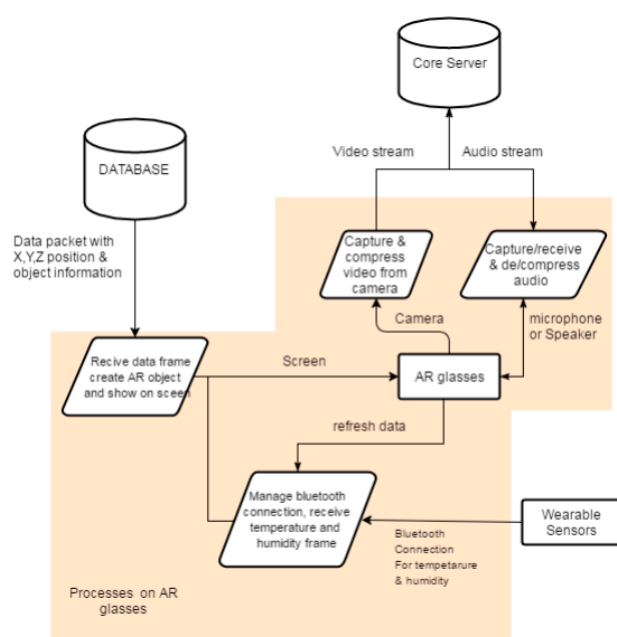 Core Server
DATABASE
Video stream
Audio stream
Data packet with
X,Y,Z position &
object information
Capture &
compress
video from
camera
Capture/receive
& de/compress
audio
Camera
microphone
or Speaker
Recive data frame
create AR object
and show on sceen
Screen
AR glasses
refresh data
Manage bluetooth
connection, receive
temperature and
humidity frame
Wearable
Sensors
Bluetooth
Connection
For tempetarure
& humidity
Processes on AR
glasses